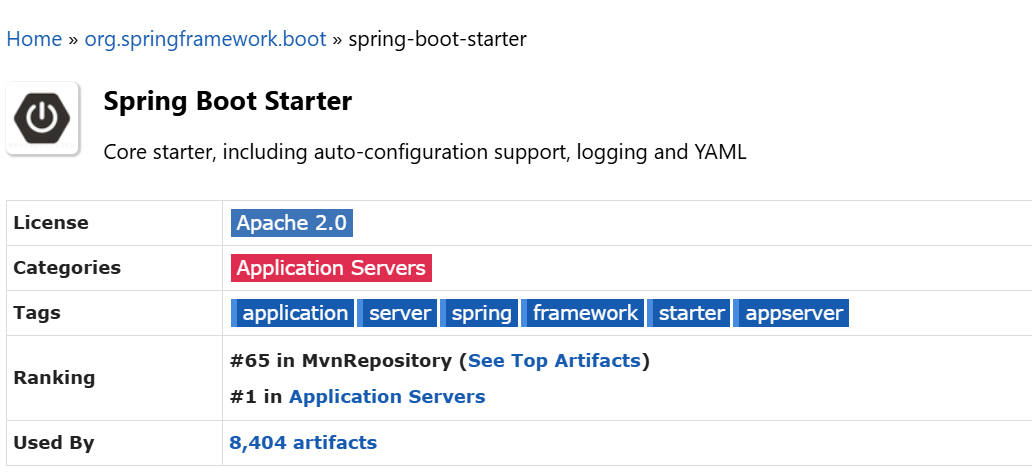 Home » org.springframework.boot » spring-boot-starter
Spring Boot Starter
Core starter, including auto-configuration support, logging and YAML
License Apache 2.0
Categories Application Servers
Tags application server spring framework starter appserver
Ranking #65 in MvnRepository (See Top Artifacts)
#1 in Application Servers
Used By 8,404 artifacts